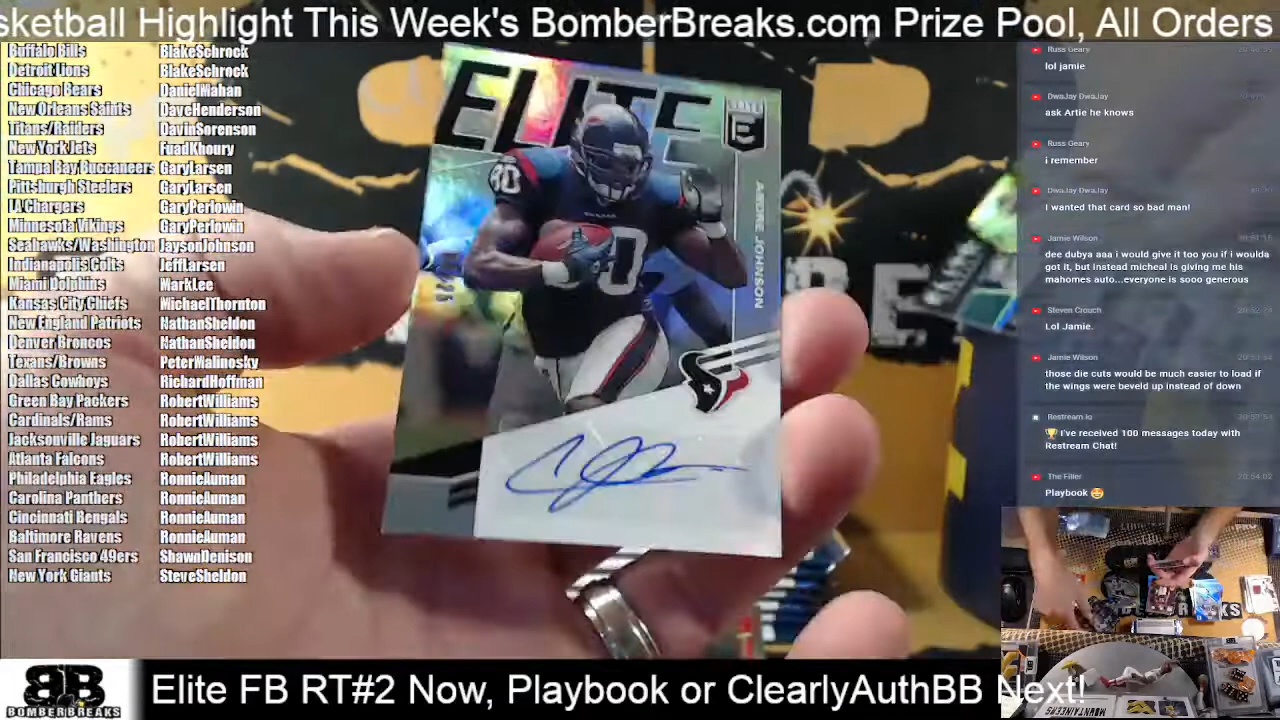 sketball Highlight This Week's BomberBreaks.com Prize Pool, All Orders
Buffalo Bills BlakeSchrock
Detroit Lions BlakeSchrock
Chicago Bears DanielMahan
New Orleans Saints DaveHenderson
Titans/Raiders DavinSorenson
New York Jets FuadKhoury
Tampa Bay Buccaneers GaryLarsen
Pittsburgh Steelers GaryLarsen
LA Chargers GaryPerlowin
Minnesota Vikings GaryPerlowin
Seahawks/Washington JaysonJohnson
Indianapolis Colts JeffLarsen
Miami Dolphins MarkLee
Kansas City Chiefs MichaelThornton
New England Patriots NathanSheldon
Denver Broncos NathanSheldon
Texans/Browns PeterMalinosky
Dallas Cowboys RichardHoffman
Green Bay Packers RobertWilliams
Cardinals/Rams RobertWilliams
Jacksonville Jaguars RobertWilliams
Atlanta Falcons RobertWilliams
Philadelphia Eagles RonnieAuman
Carolina Panthers RonnieAuman
Cincinnati Bengals RonnieAuman
Baltimore Ravens RonnieAuman
San Francisco 49ers ShawnDenison
New York Giants SteveSheldon
ELITE
E
80
ANDRE JOHNSON
Russ Geary
lol jamie
DwaJay DwaJay
ask Artie he knows
Russ Geary
i remember
DwaJay DwaJay
I wanted that card so bad man!
Jamie Wilson
dee dubya aaa i would give it too you if i woulda
got it, but instead micheal is giving me his
mahomes auto...everyone is sooo generous
Steven Crouch
Lol Jamie.
Jamie Wilson 20:53:54
those die cuts would be much easier to load if
the wings were beveld up instead of down
Restream.io
🏆 I've received 100 messages today with
Restream Chat!
The Filler 20:54:02
Playbook 🤩
BB
BOMBERBREAKS
Elite FB RT#2 Now, Playbook or ClearlyAuthBB Next!
MOUNTAINEERS